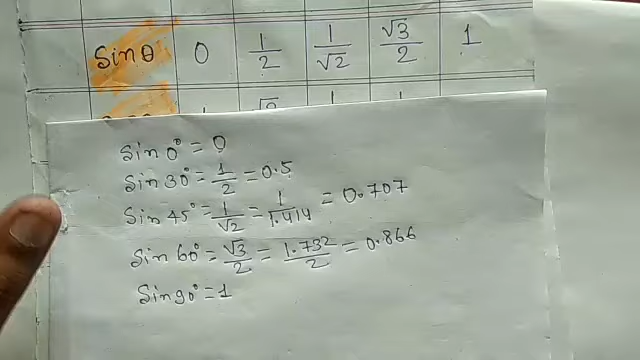 Sin θ 0 1/2 1/√2 √3/2 1
Sin 0° = 0
Sin 30° = 1/2 = 0.5
Sin 45° = 1/√2 = 1/1.414 = 0.707
Sin 60° = √3/2 = 1.732/2 = 0.866
Sin 90° = 1